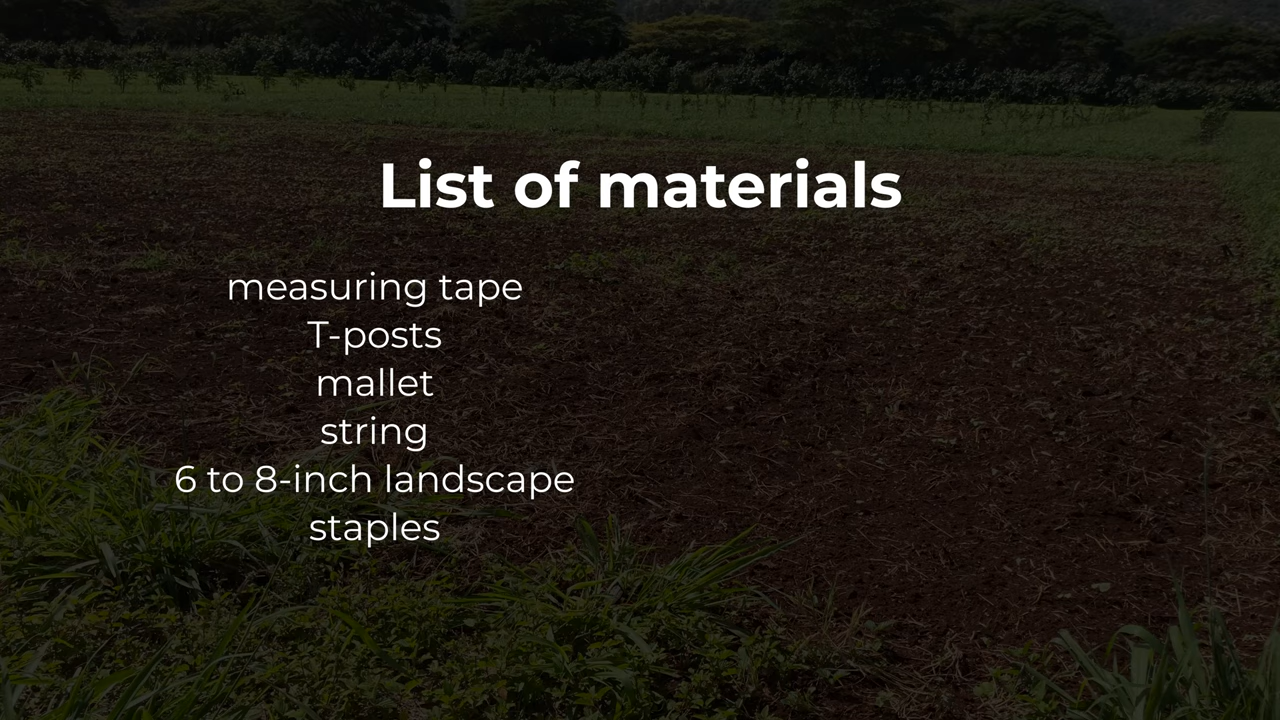 List of materials
measuring tape
T-posts
mallet
string
6 to 8-inch landscape
staples